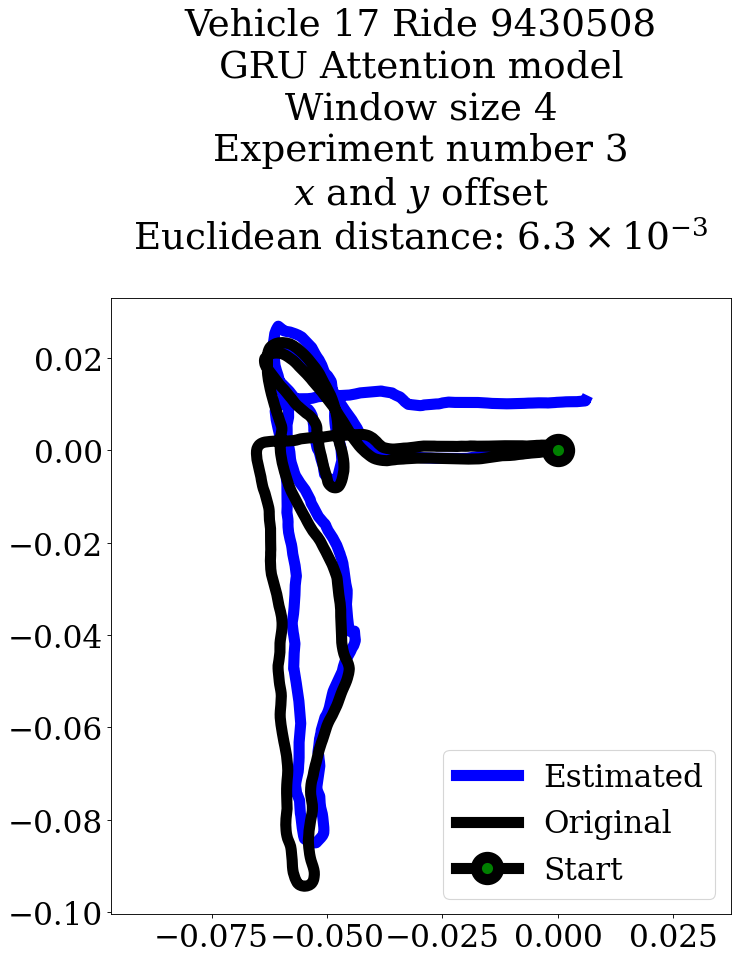 Vehicle 17 Ride 9430508
GRU Attention model
Window size 4
Experiment number 3
x and y offset
Euclidean distance: 6.3 × 10⁻³
0.02
0.00
−0.02
−0.04
−0.06
−0.08
−0.10
Estimated
Original
Start
−0.075 −0.050 −0.025 0.000 0.025